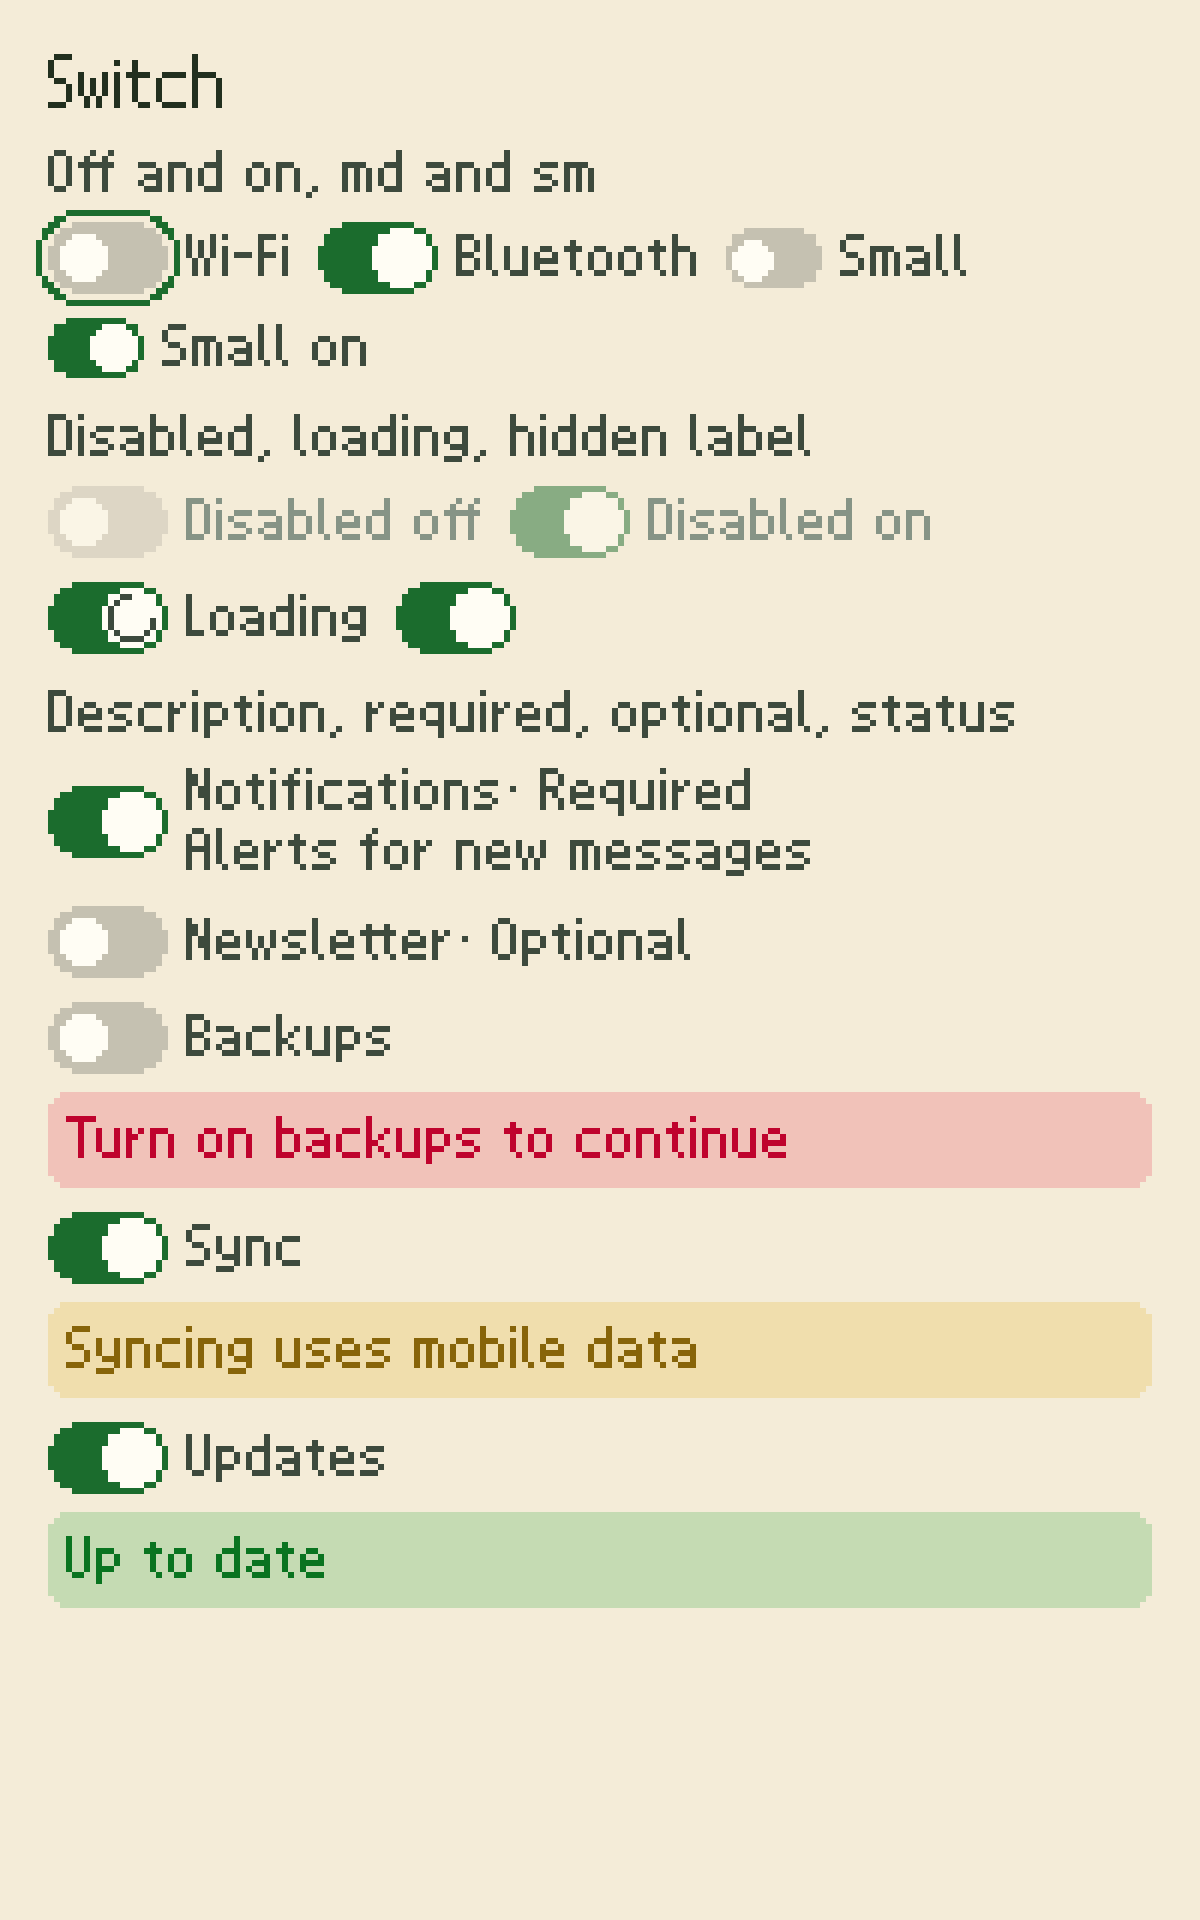 Switch
Off and on, md and sm
Wi-Fi Bluetooth Small
Small on
Disabled, loading, hidden label
Disabled off Disabled on
Loading
Description, required, optional, status
Notifications· Required
Alerts for new messages
Newsletter· Optional
Backups
Turn on backups to continue
Sync
Syncing uses mobile data
Updates
Up to date